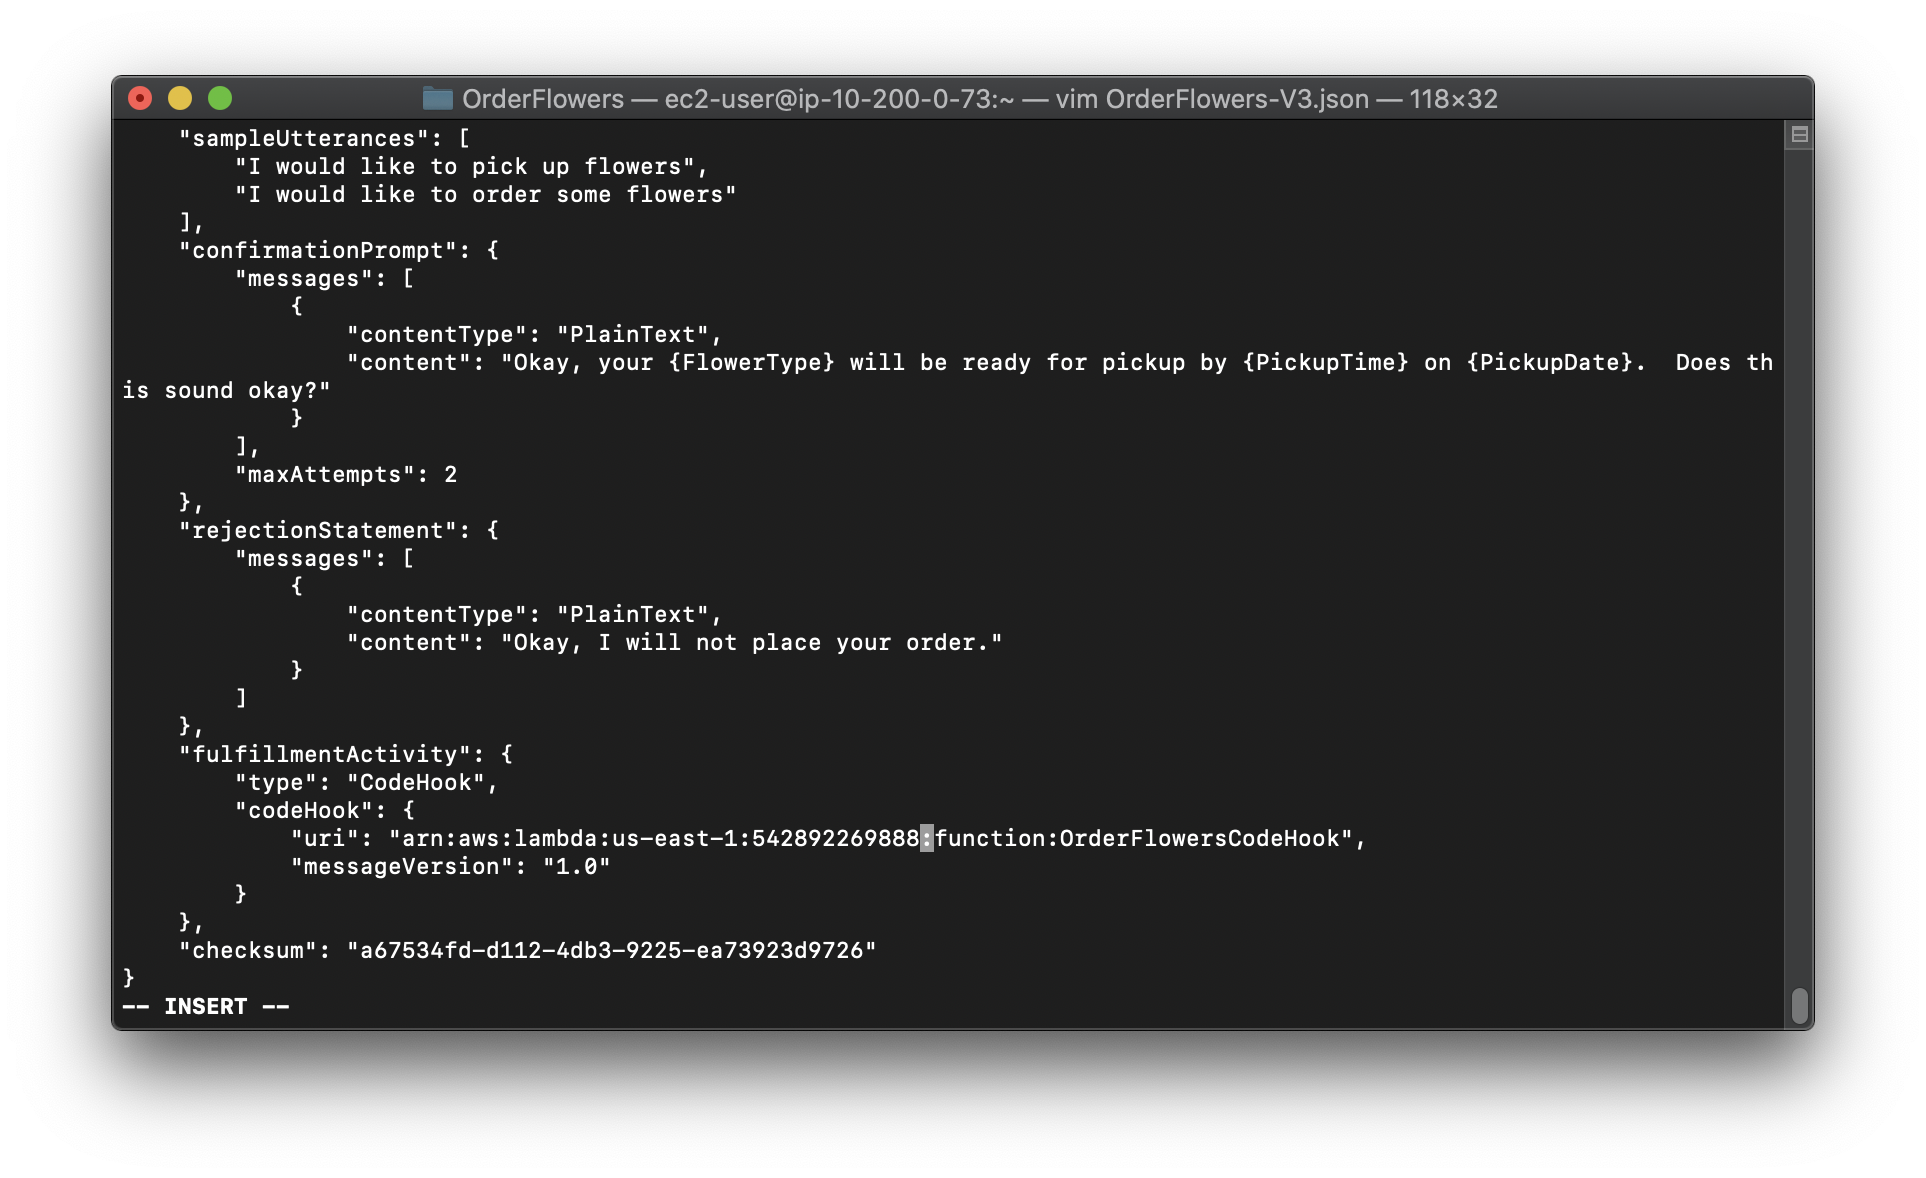 OrderFlowers — ec2-user@ip-10-200-0-73:~ — vim OrderFlowers-V3.json — 118×32
    "sampleUtterances": [
        "I would like to pick up flowers",
        "I would like to order some flowers"
    ],
    "confirmationPrompt": {
        "messages": [
            {
                "contentType": "PlainText",
                "content": "Okay, your {FlowerType} will be ready for pickup by {PickupTime} on {PickupDate}.  Does th
is sound okay?"
            }
        ],
        "maxAttempts": 2
    },
    "rejectionStatement": {
        "messages": [
            {
                "contentType": "PlainText",
                "content": "Okay, I will not place your order."
            }
        ]
    },
    "fulfillmentActivity": {
        "type": "CodeHook",
        "codeHook": {
            "uri": "arn:aws:lambda:us-east-1:542892269888:function:OrderFlowersCodeHook",
            "messageVersion": "1.0"
        }
    },
    "checksum": "a67534fd-d112-4db3-9225-ea73923d9726"
}
-- INSERT --